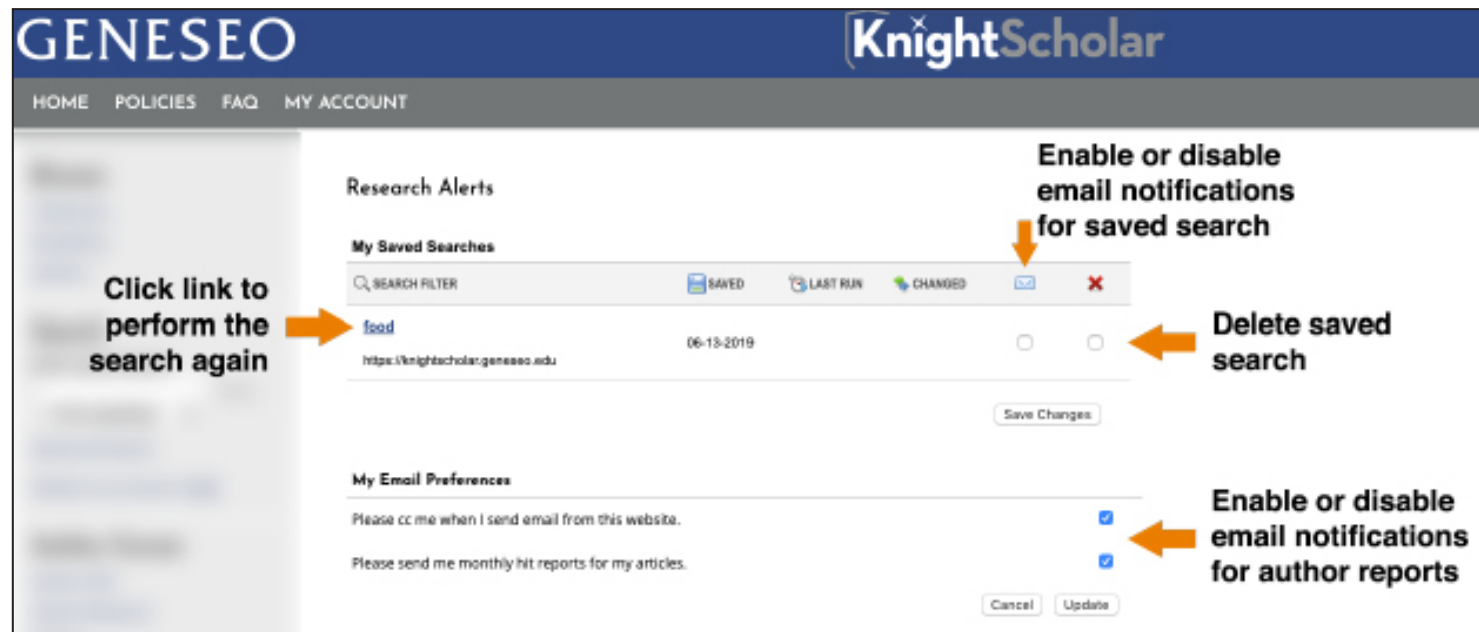 GENESEO
KnightScholar
HOME POLICIES FAQ MY ACCOUNT
Enable or disable
email notifications
for saved search
Research Alerts
My Saved Searches
SEARCH FILTER SAVED LAST RUN CHANGED
Click link to
perform the
search again
food
https://knightscholar.geneseo.edu
06-13-2019
Delete saved
search
Save Changes
My Email Preferences
Please cc me when I send email from this website.
Please send me monthly hit reports for my articles.
Enable or disable
email notifications
for author reports
Cancel Update